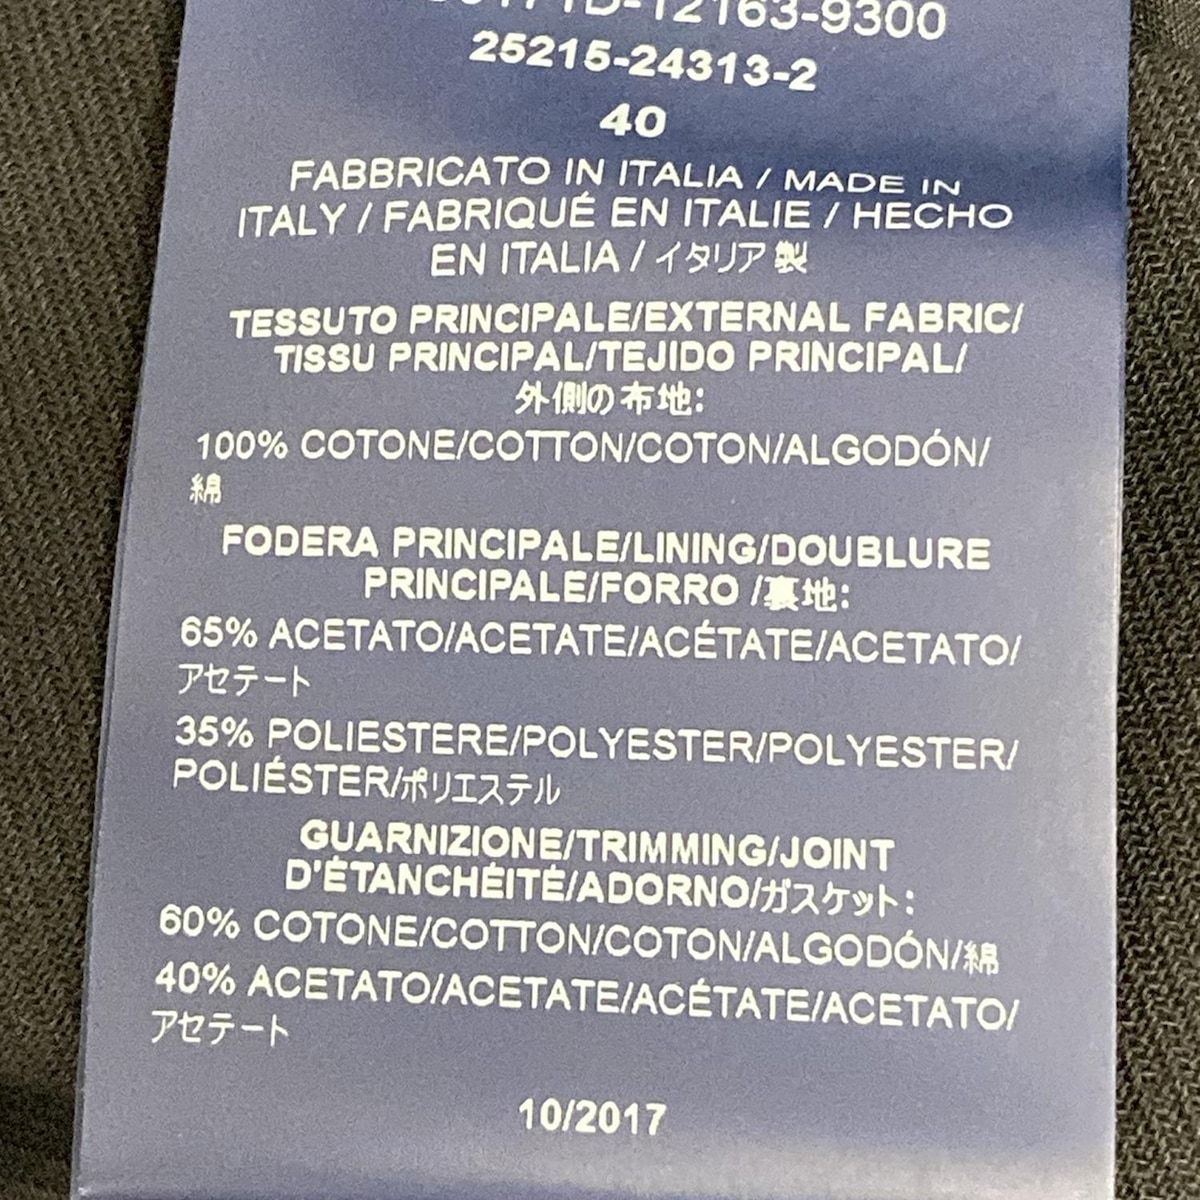 12163-9300
25215-24313-2
40
FABBRICATO IN ITALIA / MADE IN
ITALY / FABRIQUÉ EN ITALIE / HECHO
EN ITALIA / イタリア製
TESSUTO PRINCIPALE/EXTERNAL FABRIC/
TISSU PRINCIPAL/TEJIDO PRINCIPAL/
外側の布地:
100% COTONE/COTTON/COTON/ALGODÓN/
綿
FODERA PRINCIPALE/LINING/DOUBLURE
PRINCIPALE/FORRO /裏地:
65% ACETATO/ACETATE/ACÉTATE/ACETATO/
アセテート
35% POLIESTERE/POLYESTER/POLYESTER/
POLIÉSTER/ポリエステル
GUARNIZIONE/TRIMMING/JOINT
D'ÉTANCHÉITÉ/ADORNO/ガスケット:
60% COTONE/COTTON/COTON/ALGODÓN/綿
40% ACETATO/ACETATE/ACÉTATE/ACETATO/
アセテート
10/2017